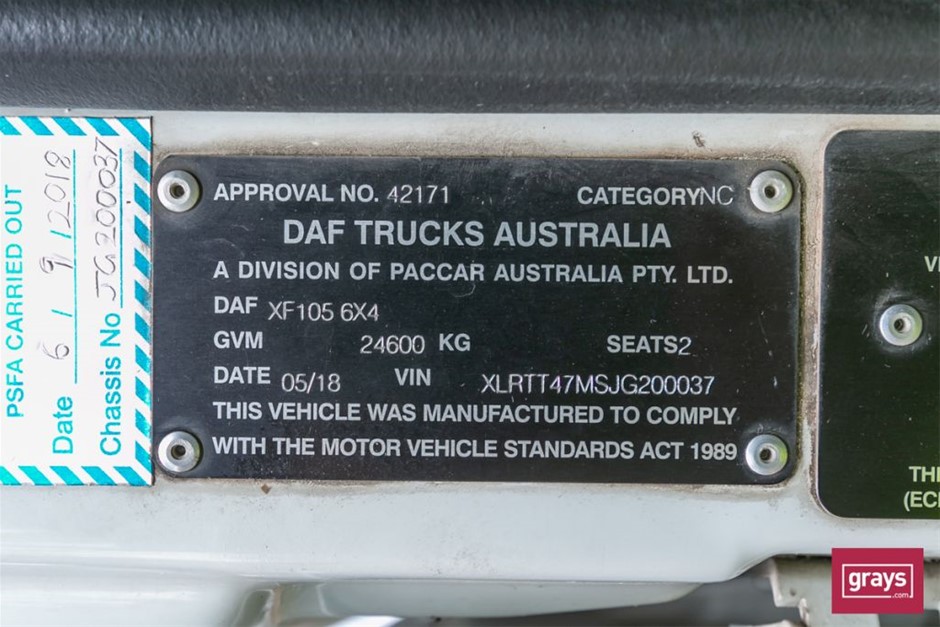 PSFA CARRIED OUT
Date 6 / 9 / 2018
Chassis No JG200037
APPROVAL NO. 42171 CATEGORY NC
DAF TRUCKS AUSTRALIA
A DIVISION OF PACCAR AUSTRALIA PTY. LTD.
DAF XF105 6X4
GVM 24600 KG SEATS 2
DATE 05/18 VIN XLRTT47MSJG200037
THIS VEHICLE WAS MANUFACTURED TO COMPLY
WITH THE MOTOR VEHICLE STANDARDS ACT 1989
grays
.com